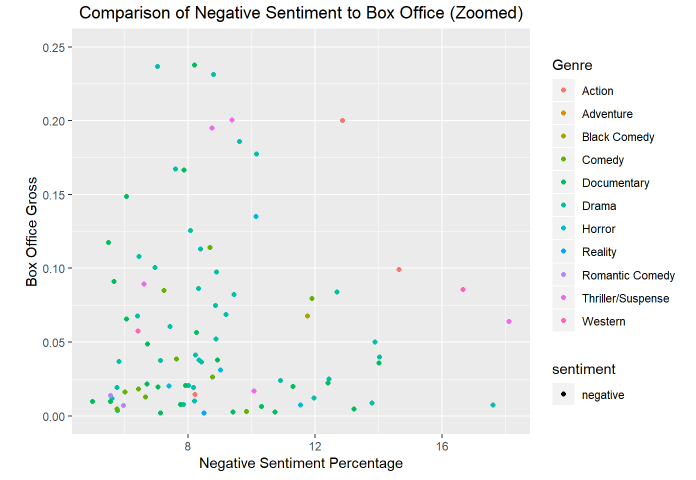 Comparison of Negative Sentiment to Box Office (Zoomed)
Box Office Gross
0.25
0.20
0.15
0.10
0.05
0.00
8
12
16
Negative Sentiment Percentage
Genre
Action
Adventure
Black Comedy
Comedy
Documentary
Drama
Horror
Reality
Romantic Comedy
Thriller/Suspense
Western
sentiment
negative